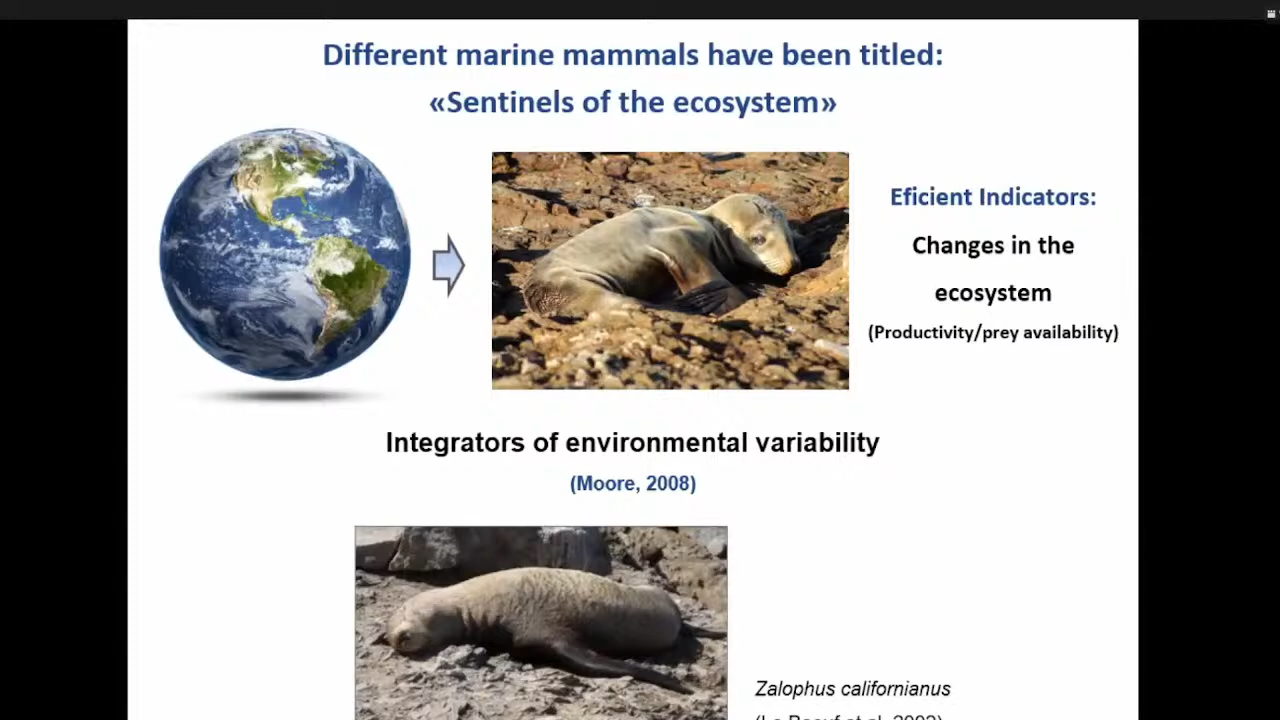 Different marine mammals have been titled:
«Sentinels of the ecosystem»
Eficient Indicators:
Changes in the
ecosystem
(Productivity/prey availability)
Integrators of environmental variability
(Moore, 2008)
Zalophus californianus